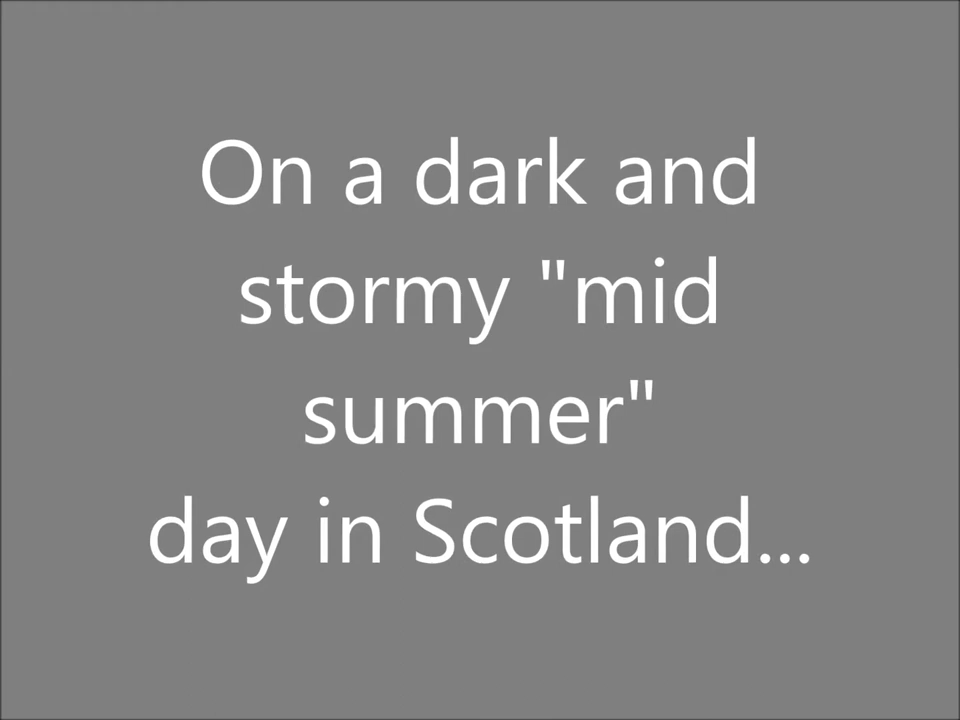 On a dark and
stormy "mid
summer"
day in Scotland...